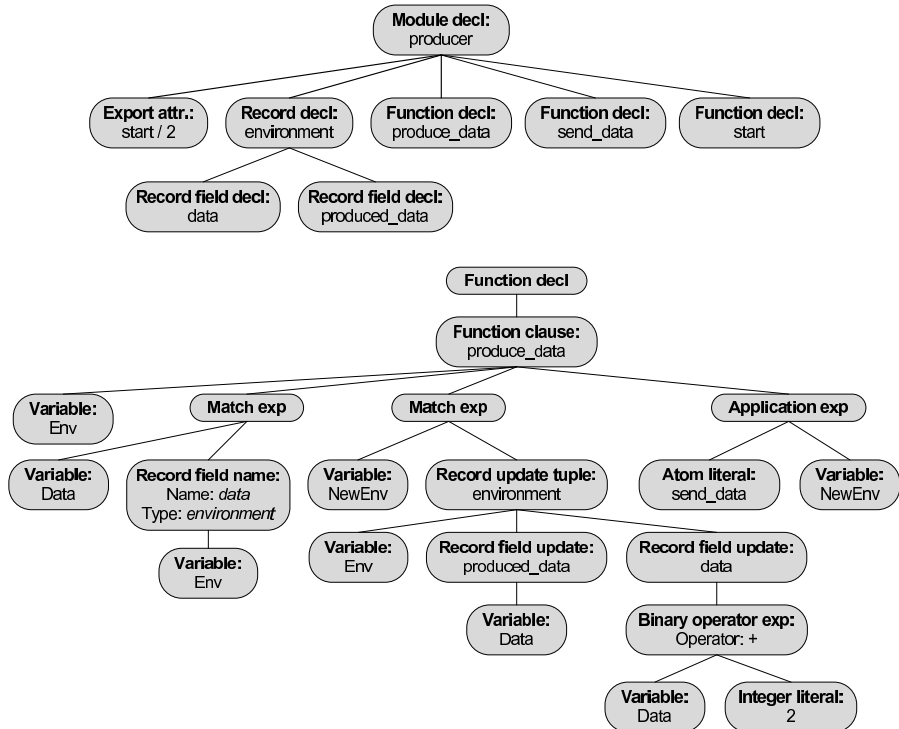 Module decl:
producer
Export attr.:
start / 2
Record decl:
environment
Function decl:
produce_data
Function decl:
send_data
Function decl:
start
Record field decl:
data
Record field decl:
produced_data
Function decl
Function clause:
produce_data
Variable:
Env
Match exp
Match exp
Application exp
Variable:
Data
Record field name:
Name: data
Type: environment
Variable:
NewEnv
Record update tuple:
environment
Atom literal:
send_data
Variable:
NewEnv
Variable:
Env
Variable:
Env
Record field update:
produced_data
Record field update:
data
Variable:
Data
Binary operator exp:
Operator: +
Variable:
Data
Integer literal:
2